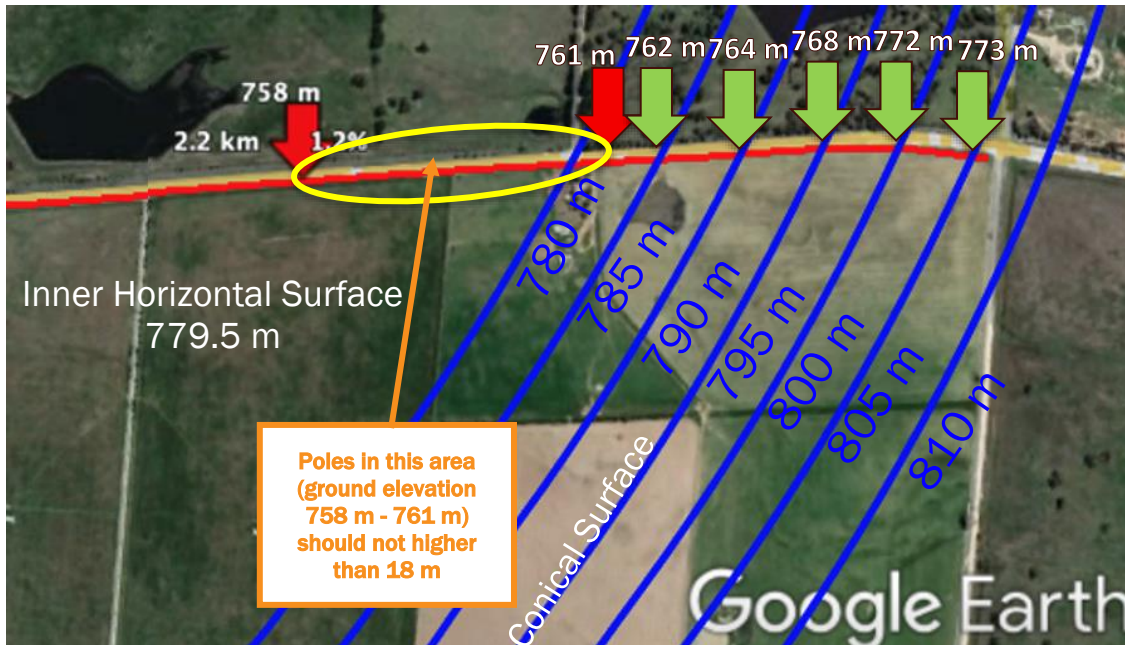 761 m
762 m
764 m
768 m
772 m
773 m
758 m
2.2 km
1.2%
780 m
785 m
790 m
795 m
800 m
805 m
810 m
Inner Horizontal Surface
779.5 m
Poles in this area
(ground elevation
758 m - 761 m)
should not higher
than 18 m
Conical Surface
Google Earth